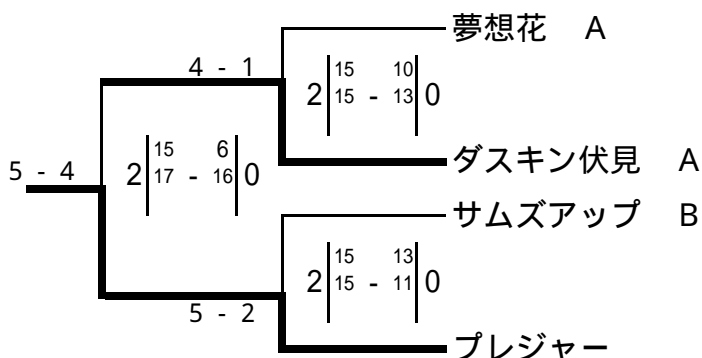 夢想花 A
4 - 1
2 15 - 10 0
15 - 13
ダスキン伏見 A
5 - 4
2 15 - 6 0
17 - 16
サムズアップ B
2 15 - 13 0
15 - 11
5 - 2
プレジャー